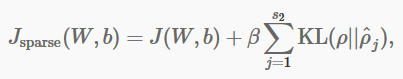 J_sparse(W, b) = J(W, b) + β ∑_{j=1}^{s_2} KL(ρ||ρ̂_j),